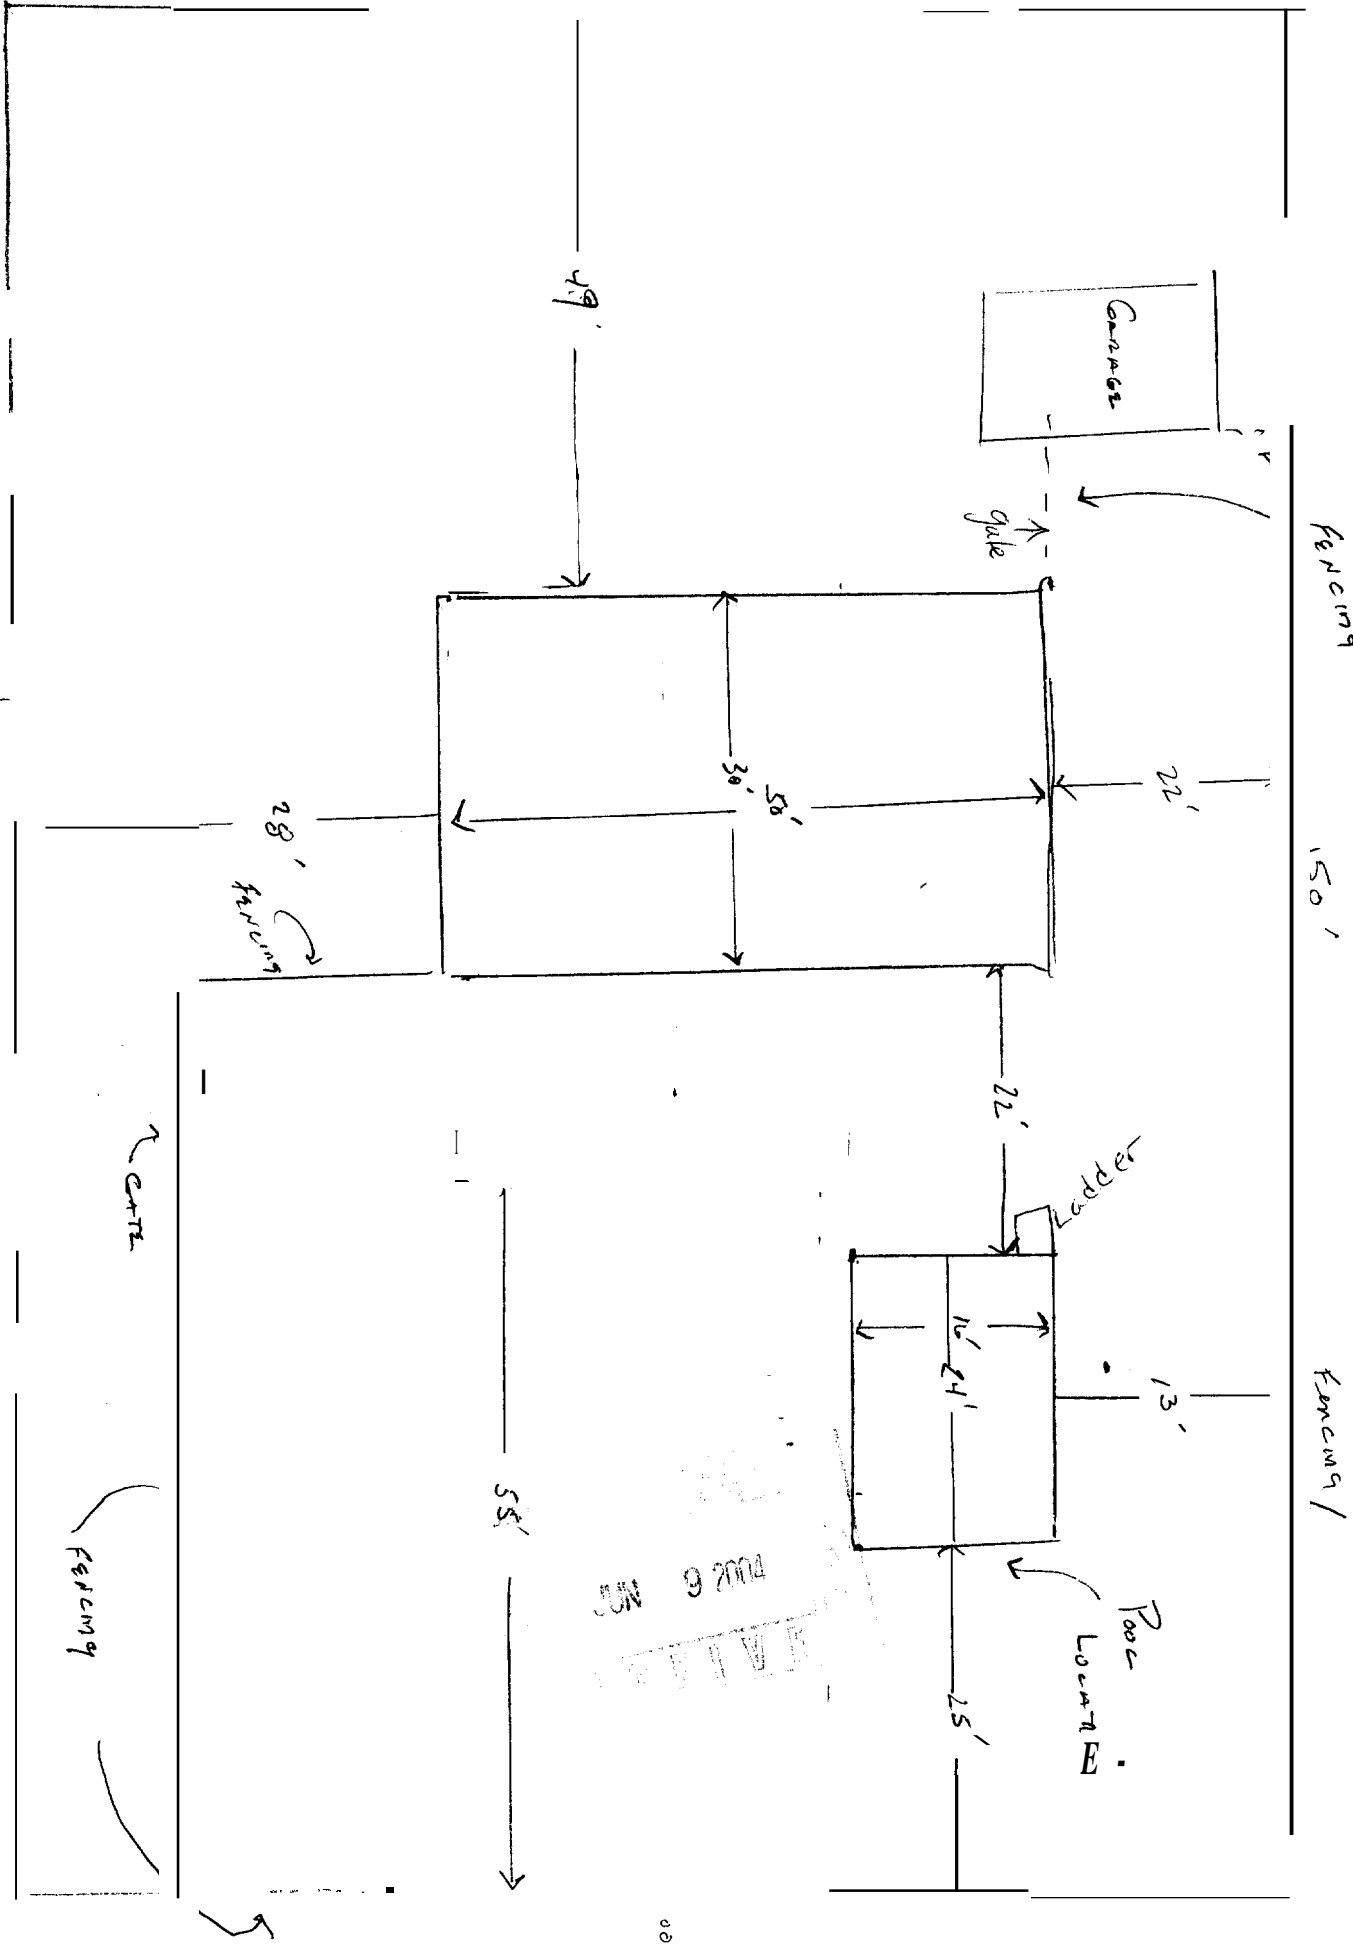 49'
GARAGE
FENCING
gate
30'
50'
22'
150'
28'
FENCING
22'
Ladder
GATE
16'
24'
13'
Fencing
55'
JUN 9 2004
POOL
LOCATE.
25'
FENCING